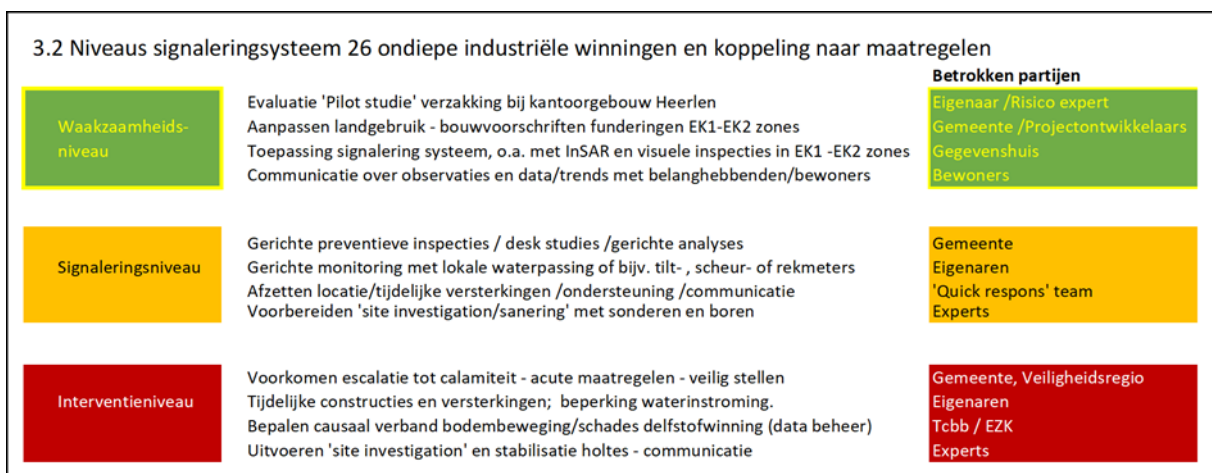 3.2 Niveaus signaleringsysteem 26 ondiepe industriële winningen en koppeling naar maatregelen
Betrokken partijen
Waakzaamheids-
niveau
Evaluatie 'Pilot studie' verzakking bij kantoorgebouw Heerlen
Aanpassen landgebruik - bouwvoorschriften funderingen EK1-EK2 zones
Toepassing signalering systeem, o.a. met InSAR en visuele inspecties in EK1 -EK2 zones
Communicatie over observaties en data/trends met belanghebbenden/bewoners
Eigenaar /Risico expert
Gemeente /Projectontwikkelaars
Gegevenshuis
Bewoners
Signaleringsniveau
Gerichte preventieve inspecties / desk studies /gerichte analyses
Gerichte monitoring met lokale waterpassing of bijv. tilt- , scheur- of rekmeters
Afzetten locatie/tijdelijke versterkingen /ondersteuning /communicatie
Voorbereiden 'site investigation/sanering' met sonderen en boren
Gemeente
Eigenaren
'Quick respons' team
Experts
Interventieniveau
Voorkomen escalatie tot calamiteit - acute maatregelen - veilig stellen
Tijdelijke constructies en versterkingen; beperking waterinstroming.
Bepalen causaal verband bodembeweging/schades delfstofwinning (data beheer)
Uitvoeren 'site investigation' en stabilisatie holtes - communicatie
Gemeente, Veiligheidsregio
Eigenaren
Tcbb / EZK
Experts